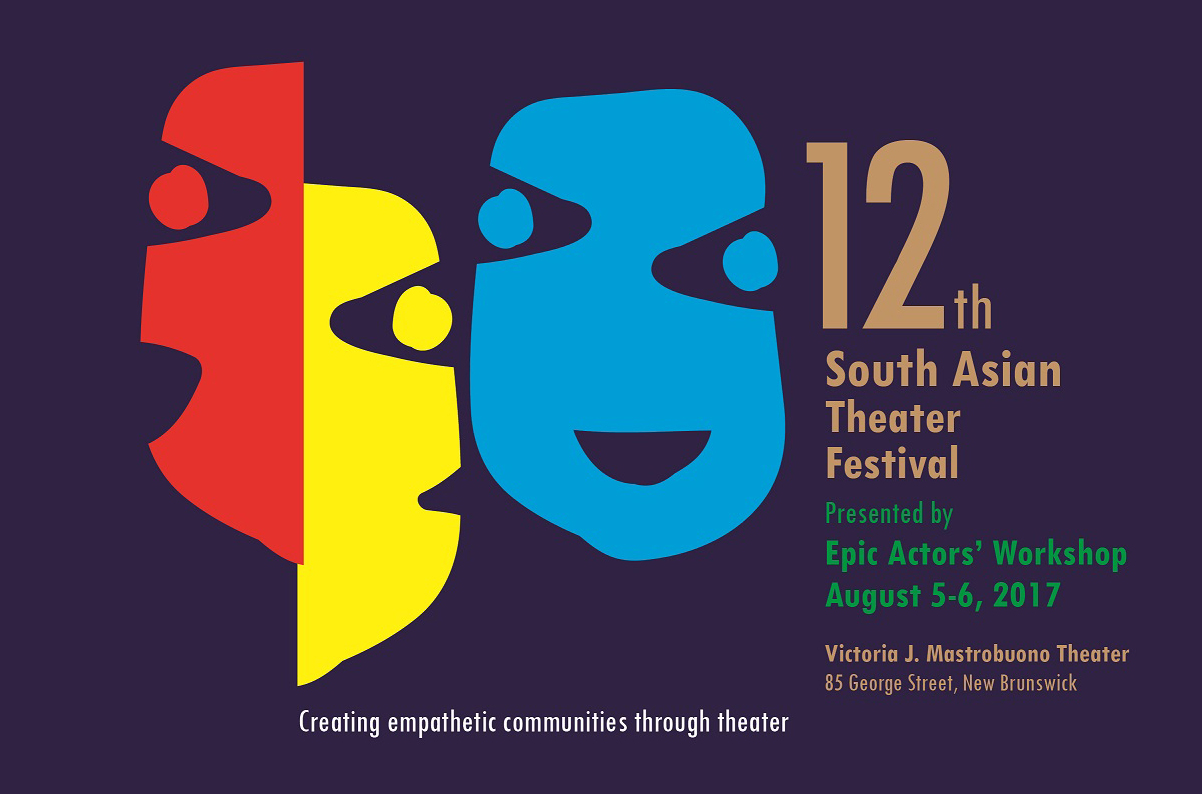 12th
South Asian
Theater
Festival
Presented by
Epic Actors’ Workshop
August 5-6, 2017
Victoria J. Mastrobuono Theater
85 George Street, New Brunswick
Creating empathetic communities through theater